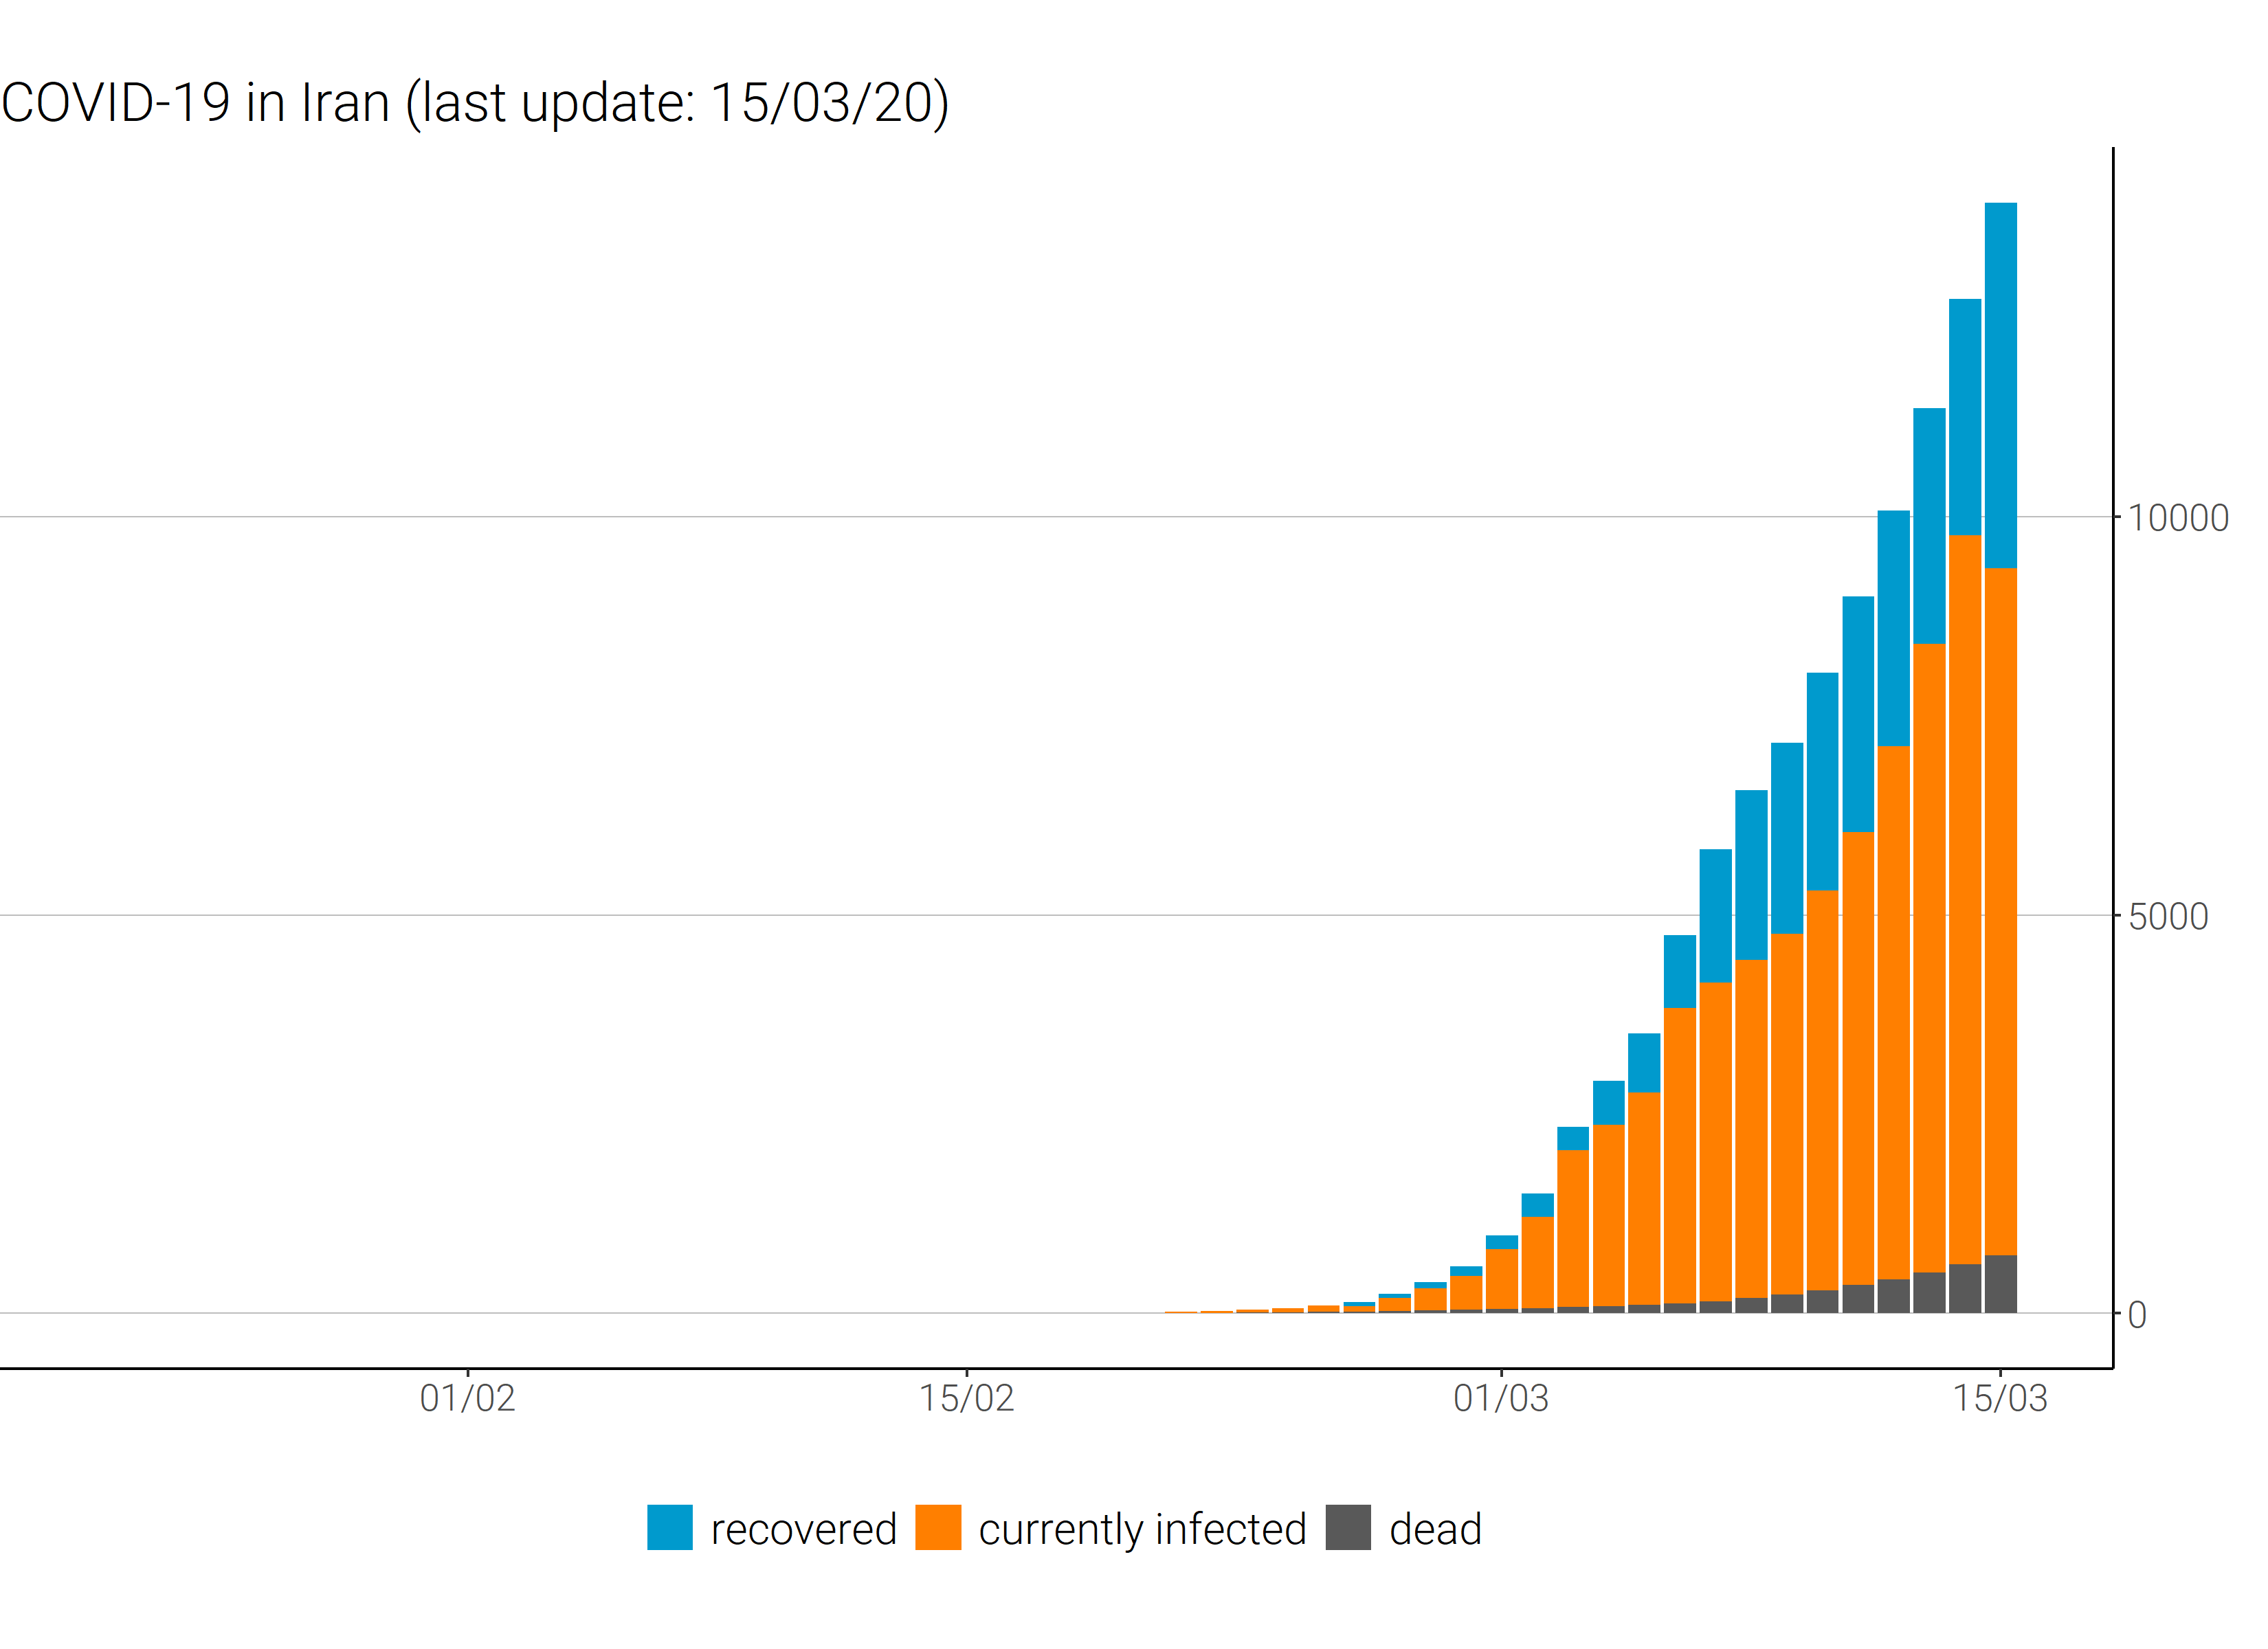 COVID-19 in Iran (last update: 15/03/20)
10000
5000
0
01/02 15/02 01/03 15/03
recovered currently infected dead